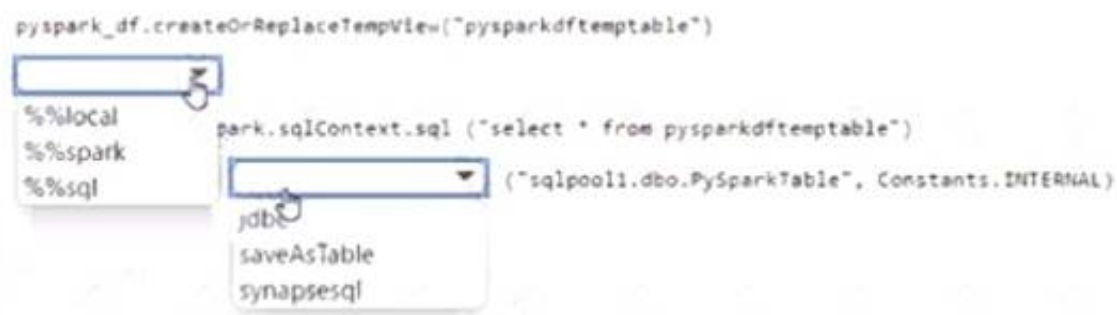 pyspark_df.createOrReplaceTempView("pysparkdftemptable")
%%local
park.sqlContext.sql ("select * from pysparkdftemptable")
%%spark
%%sql
("sqlpool1.dbo.PySparkTable", Constants.INTERNAL)
jdbc
saveAsTable
synapsesql